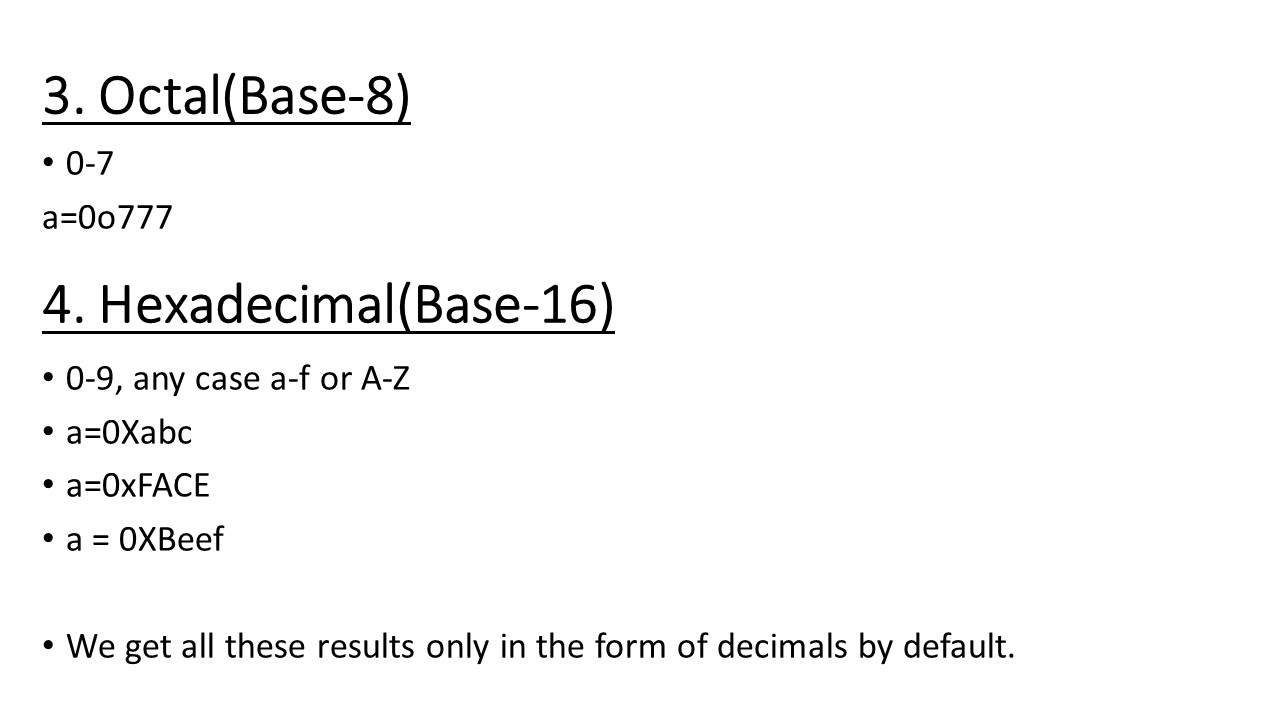 3. Octal(Base-8)
• 0-7
a=0o777
4. Hexadecimal(Base-16)
• 0-9, any case a-f or A-Z
• a=0Xabc
• a=0xFACE
• a = 0XBeef
• We get all these results only in the form of decimals by default.